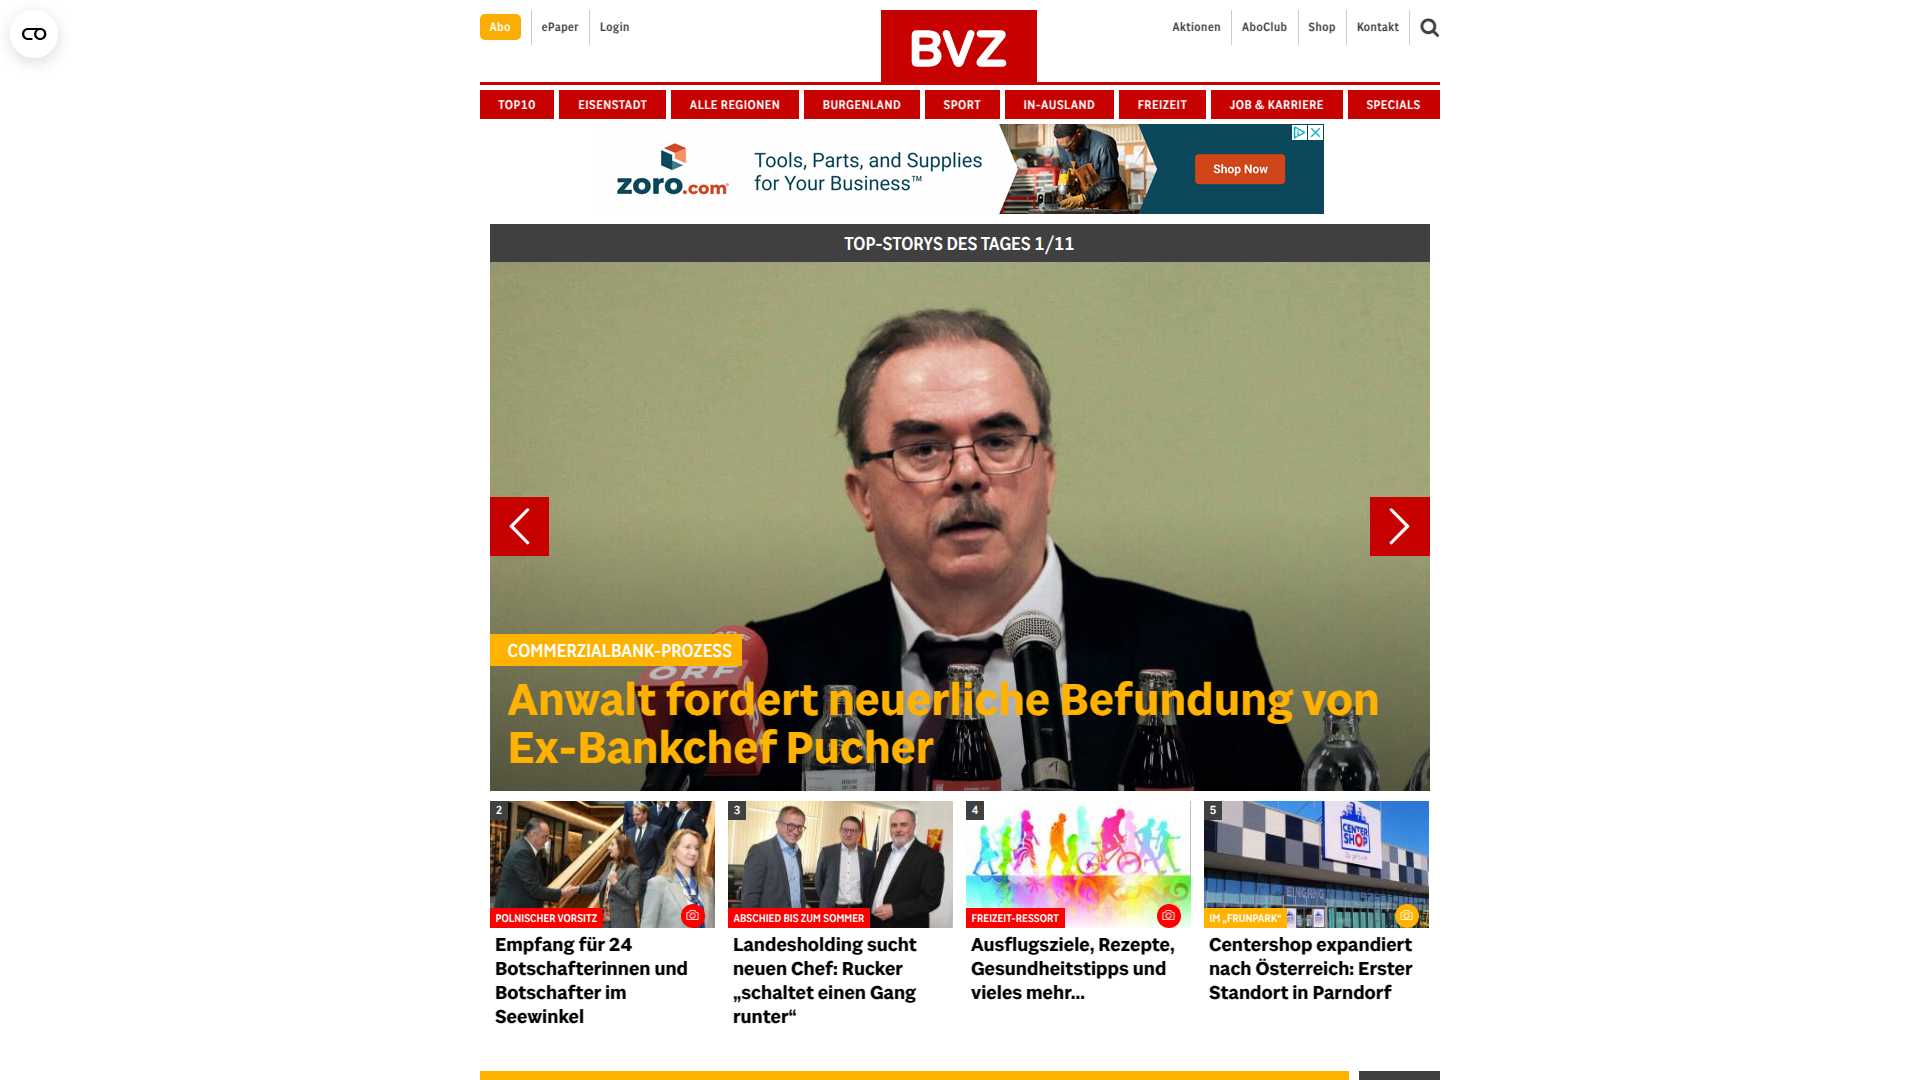 Abo
ePaper
Login
BVZ
Aktionen
AboClub
Shop
Kontakt
TOP10
EISENSTADT
ALLE REGIONEN
BURGENLAND
SPORT
IN-AUSLAND
FREIZEIT
JOB & KARRIERE
SPECIALS
zoro.com
Tools, Parts, and Supplies
for Your Business™
Shop Now
TOP-STORYS DES TAGES 1/11
ORF
COMMERZIALBANK-PROZESS
Anwalt fordert neuerliche Befundung von
Ex-Bankchef Pucher
2
POLNISCHER VORSITZ
Empfang für 24
Botschafterinnen und
Botschafter im
Seewinkel
3
ABSCHIED BIS ZUM SOMMER
Landesholding sucht
neuen Chef: Rucker
„schaltet einen Gang
runter“
4
FREIZEIT-RESSORT
Ausflugsziele, Rezepte,
Gesundheitstipps und
vieles mehr...
5
CENTER
SHOP
EINGANG
IM „FRUNPARK“
Centershop expandiert
nach Österreich: Erster
Standort in Parndorf